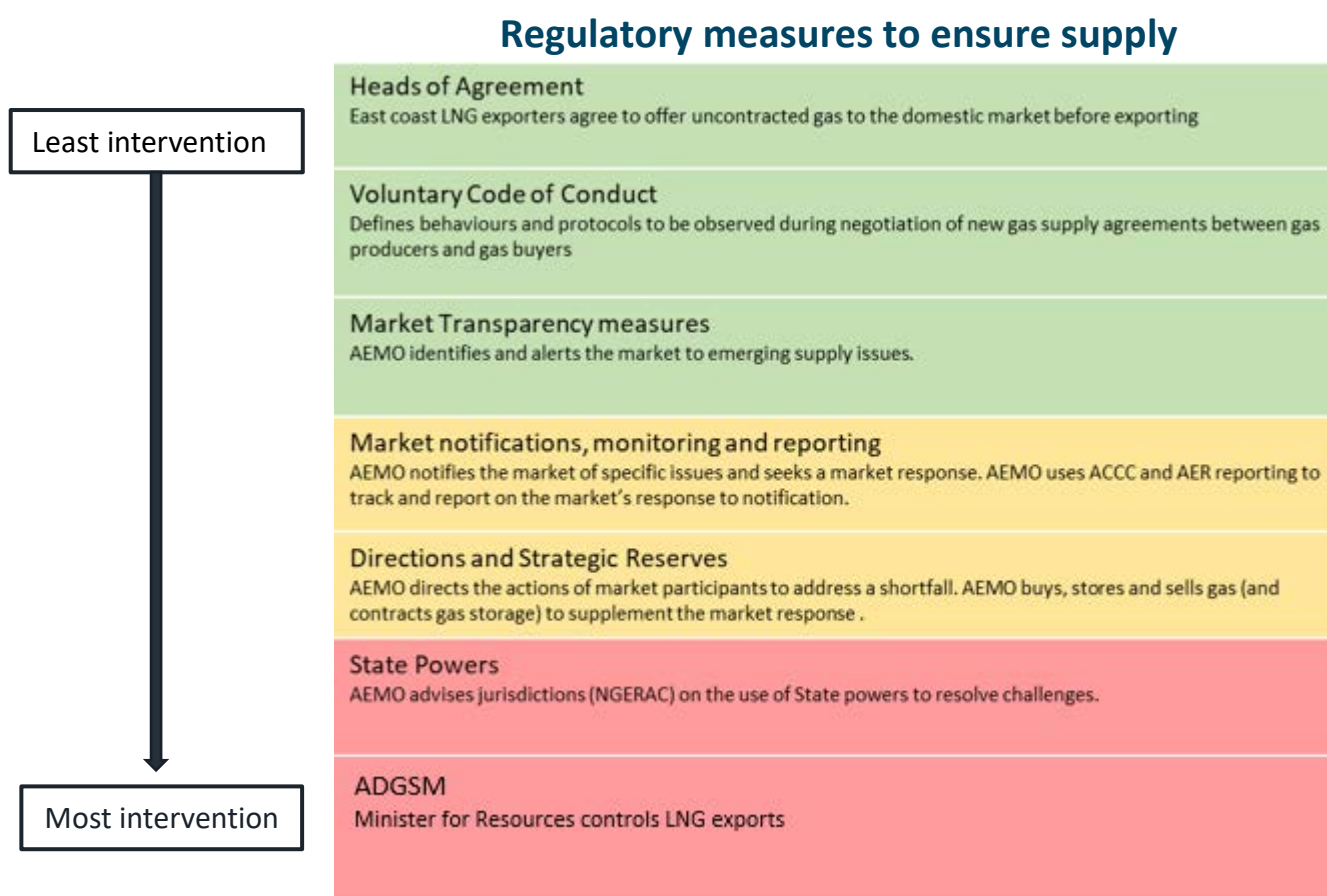 Regulatory measures to ensure supply
Least intervention
Heads of Agreement
East coast LNG exporters agree to offer uncontracted gas to the domestic market before exporting
Voluntary Code of Conduct
Defines behaviours and protocols to be observed during negotiation of new gas supply agreements between gas
producers and gas buyers
Market Transparency measures
AEMO identifies and alerts the market to emerging supply issues.
Market notifications, monitoring and reporting
AEMO notifies the market of specific issues and seeks a market response. AEMO uses ACCC and AER reporting to
track and report on the market's response to notification.
Directions and Strategic Reserves
AEMO directs the actions of market participants to address a shortfall. AEMO buys, stores and sells gas (and
contracts gas storage) to supplement the market response .
State Powers
AEMO advises jurisdictions (NGERAC) on the use of State powers to resolve challenges.
Most intervention
ADGSM
Minister for Resources controls LNG exports